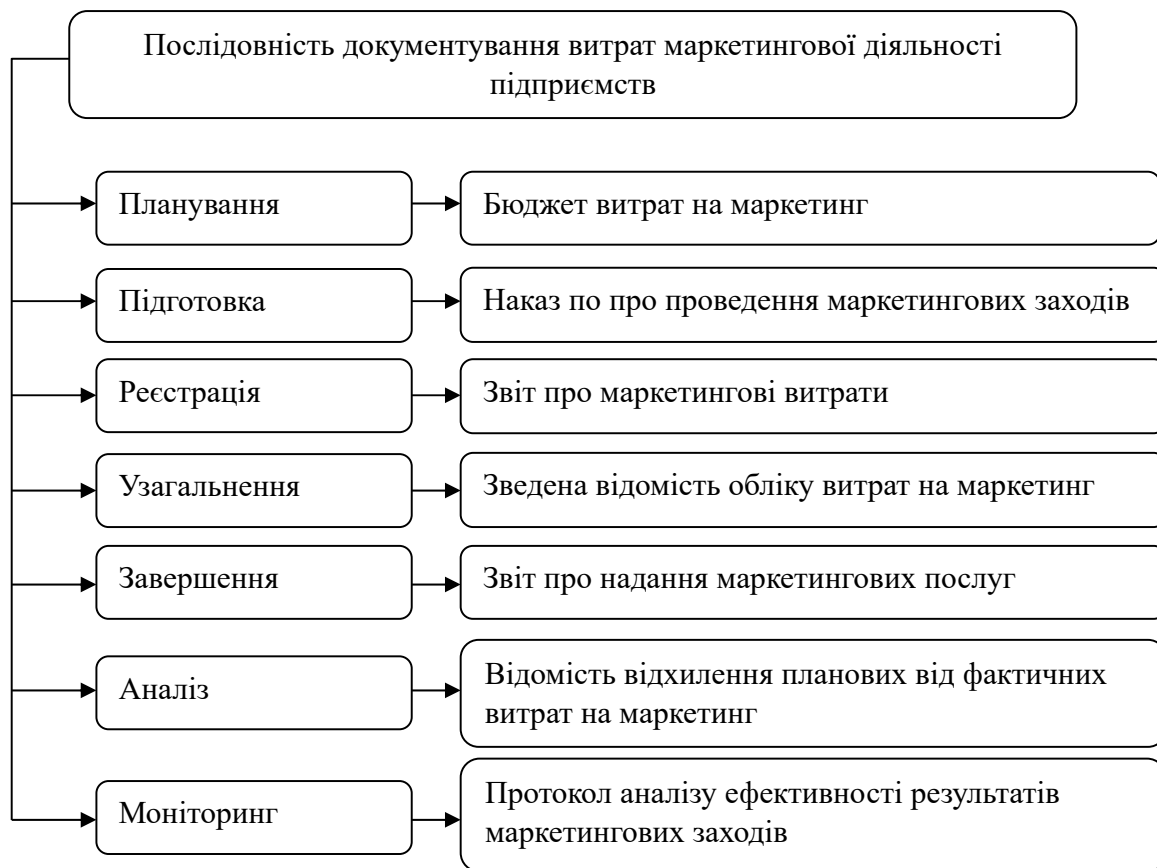 Послідовність документування витрат маркетингової діяльності
підприємств
Планування
Бюджет витрат на маркетинг
Підготовка
Наказ по про проведення маркетингових заходів
Реєстрація
Звіт про маркетингові витрати
Узагальнення
Зведена відомість обліку витрат на маркетинг
Завершення
Звіт про надання маркетингових послуг
Аналіз
Відомість відхилення планових від фактичних
витрат на маркетинг
Моніторинг
Протокол аналізу ефективності результатів
маркетингових заходів